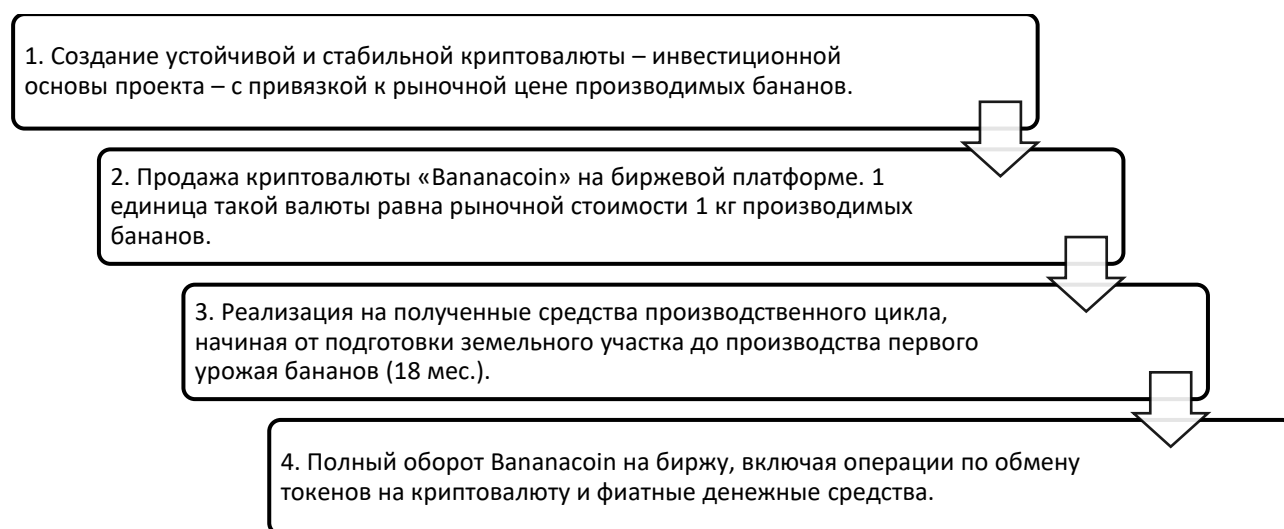 1. Создание устойчивой и стабильной криптовалюты – инвестиционной
основы проекта – с привязкой к рыночной цене производимых бананов.
2. Продажа криптовалюты «Bananacoin» на биржевой платформе. 1
единица такой валюты равна рыночной стоимости 1 кг производимых
бананов.
3. Реализация на полученные средства производственного цикла,
начиная от подготовки земельного участка до производства первого
урожая бананов (18 мес.).
4. Полный оборот Bananacoin на биржу, включая операции по обмену
токенов на криптовалюту и фиатные денежные средства.